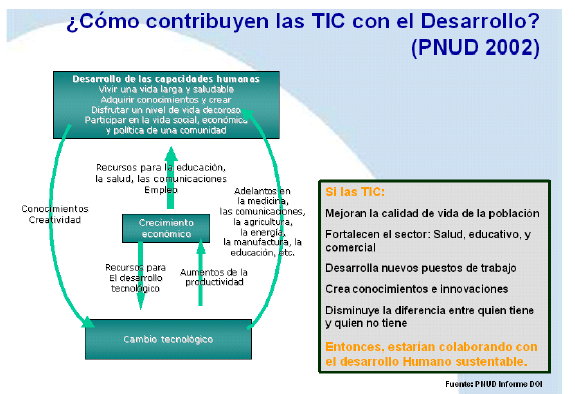 ¿Cómo contribuyen las TIC con el Desarrollo?
(PNUD 2002)
Desarrollo de las capacidades humanas
Vivir una vida larga y saludable
Adquirir conocimientos y crear
Disfrutar un nivel de vida decoroso
Participar en la vida social, económica
y política de una comunidad
Recursos para la educación,
la salud, las comunicaciones
Empleo
Conocimientos
Creatividad
Adelantos en
la medicina,
las comunicaciones,
la agricultura,
la energía,
la manufactura, la
educación, etc.
Crecimiento
económico
Recursos para
El desarrollo
tecnológico
Aumentos de la
productividad
Cambio tecnológico
Si las TIC:
Mejoran la calidad de vida de la población
Fortalecen el sector: Salud, educativo, y
comercial
Desarrolla nuevos puestos de trabajo
Crea conocimientos e innovaciones
Disminuye la diferencia entre quien tiene
y quien no tiene
Entonces, estarían colaborando con
el desarrollo Humano sustentable.
Fuente: PNUD Informe DOI